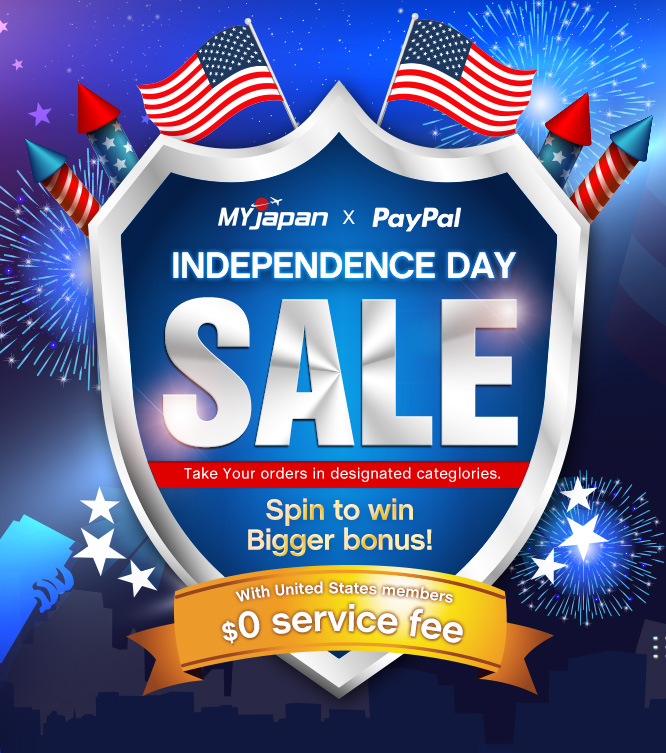 MYjapan x PayPal
INDEPENDENCE DAY
SALE
Take Your orders in designated categlories.
Spin to win
Bigger bonus!
With United States members
$0 service fee